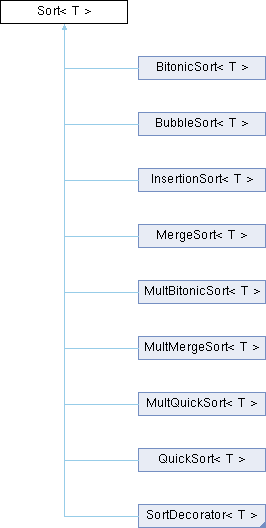 Sort< T >
BitonicSort< T >
BubbleSort< T >
InsertionSort< T >
MergeSort< T >
MultBitonicSort< T >
MultMergeSort< T >
MultQuickSort< T >
QuickSort< T >
SortDecorator< T >